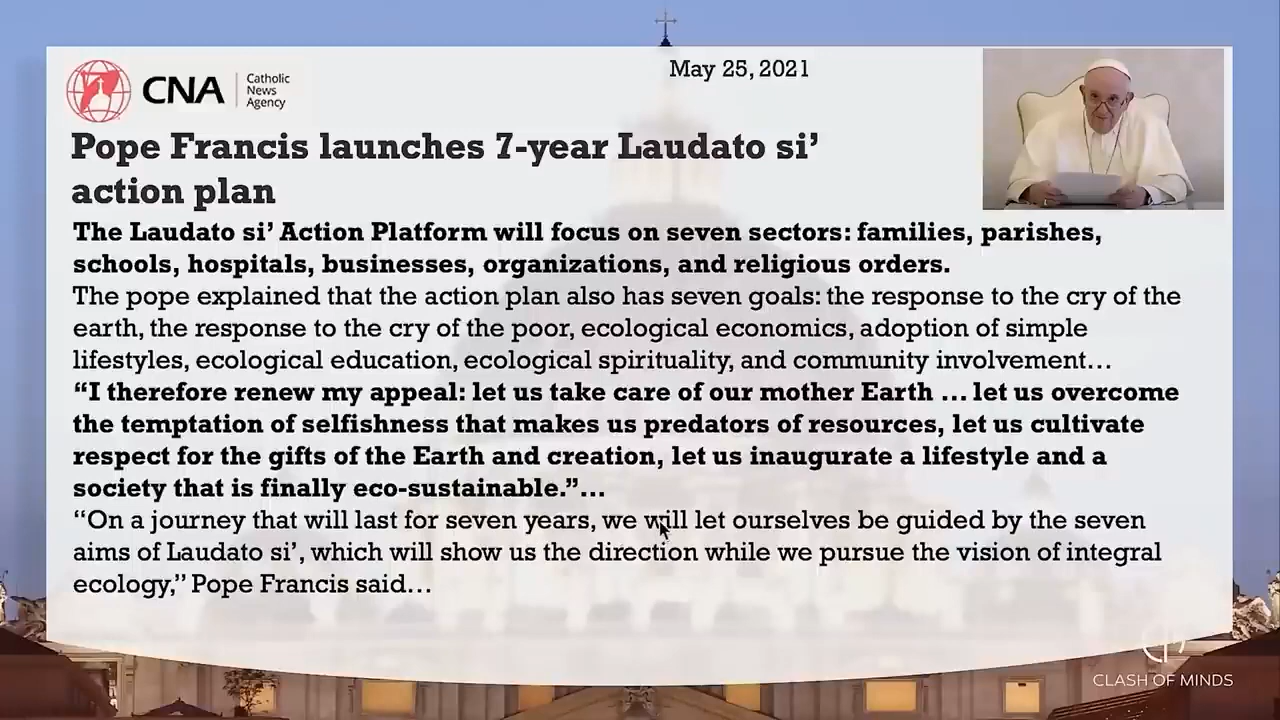 CNA
Catholic
News
Agency
May 25, 2021
Pope Francis launches 7-year Laudato si’
action plan
The Laudato si’ Action Platform will focus on seven sectors: families, parishes,
schools, hospitals, businesses, organizations, and religious orders.
The pope explained that the action plan also has seven goals: the response to the cry of the
earth, the response to the cry of the poor, ecological economics, adoption of simple
lifestyles, ecological education, ecological spirituality, and community involvement…
“I therefore renew my appeal: let us take care of our mother Earth … let us overcome
the temptation of selfishness that makes us predators of resources, let us cultivate
respect for the gifts of the Earth and creation, let us inaugurate a lifestyle and a
society that is finally eco-sustainable.”…
“On a journey that will last for seven years, we will let ourselves be guided by the seven
aims of Laudato si’, which will show us the direction while we pursue the vision of integral
ecology,” Pope Francis said…
CLASH OF MINDS